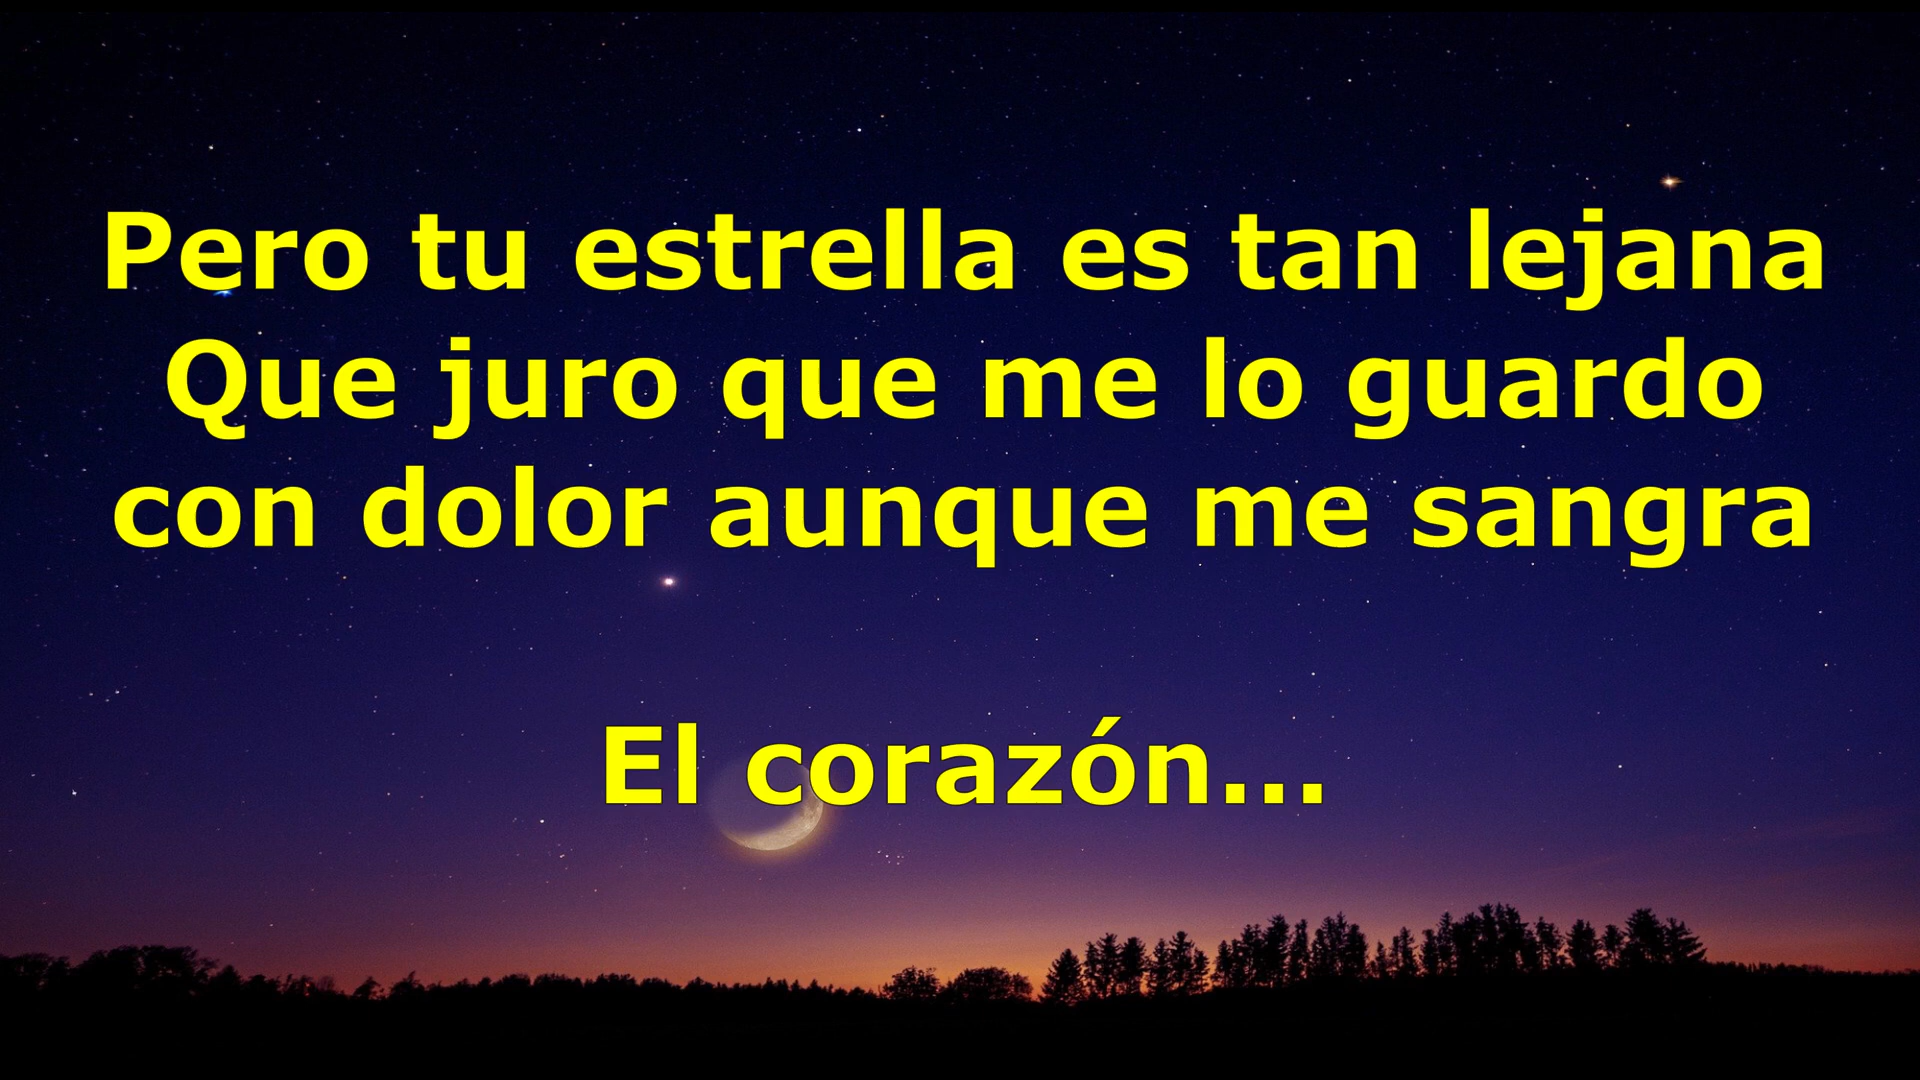 Pero tu estrella es tan lejana
Que juro que me lo guardo
con dolor aunque me sangra
El corazón...